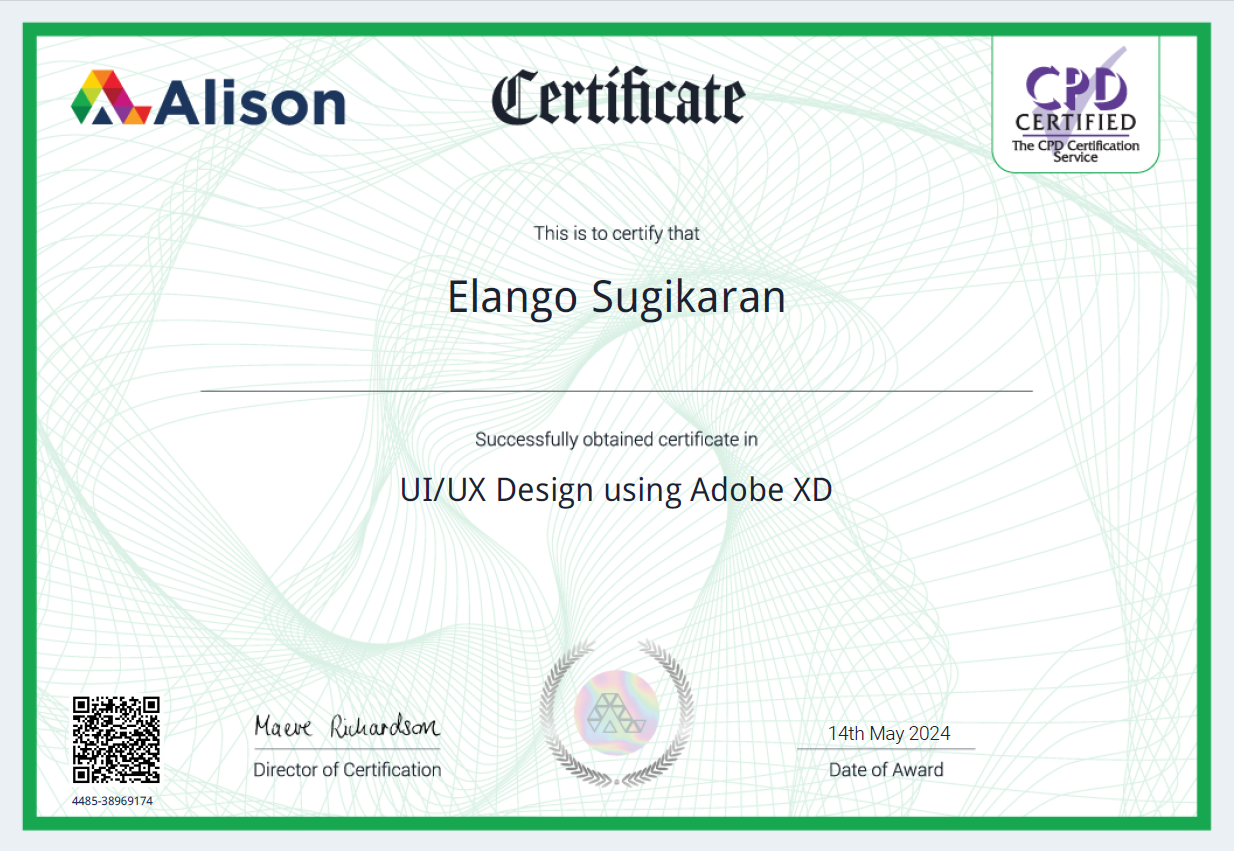 Alison
Certificate
CPD
CERTIFIED
The CPD Certification
Service
This is to certify that
Elango Sugikaran
Successfully obtained certificate in
UI/UX Design using Adobe XD
Maeve Richardson
Director of Certification
14th May 2024
Date of Award
4485-38969174